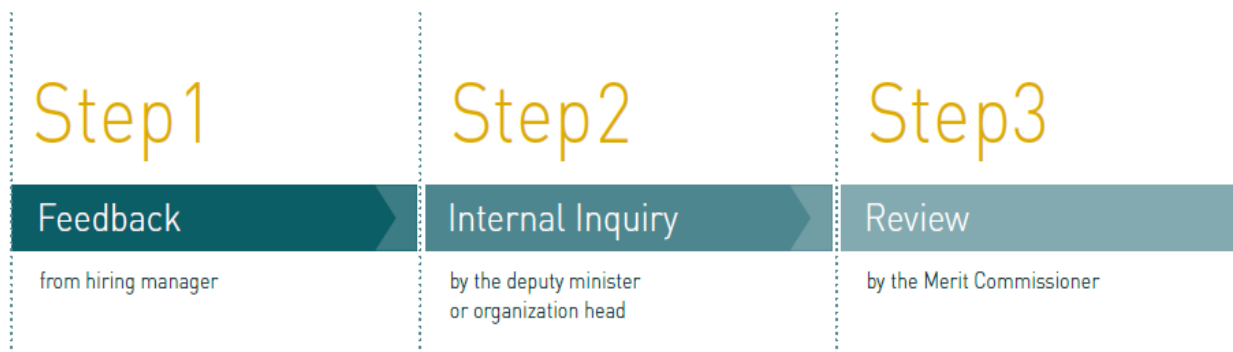 Step1
Feedback
from hiring manager
Step2
Internal Inquiry
by the deputy minister
or organization head
Step3
Review
by the Merit Commissioner